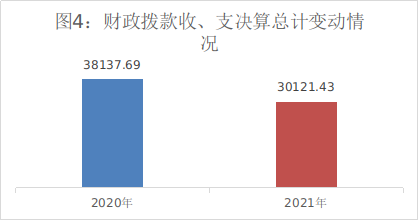 图4：财政拨款收、支决算总计变动情
况
38137.69
30121.43
2020年
2021年